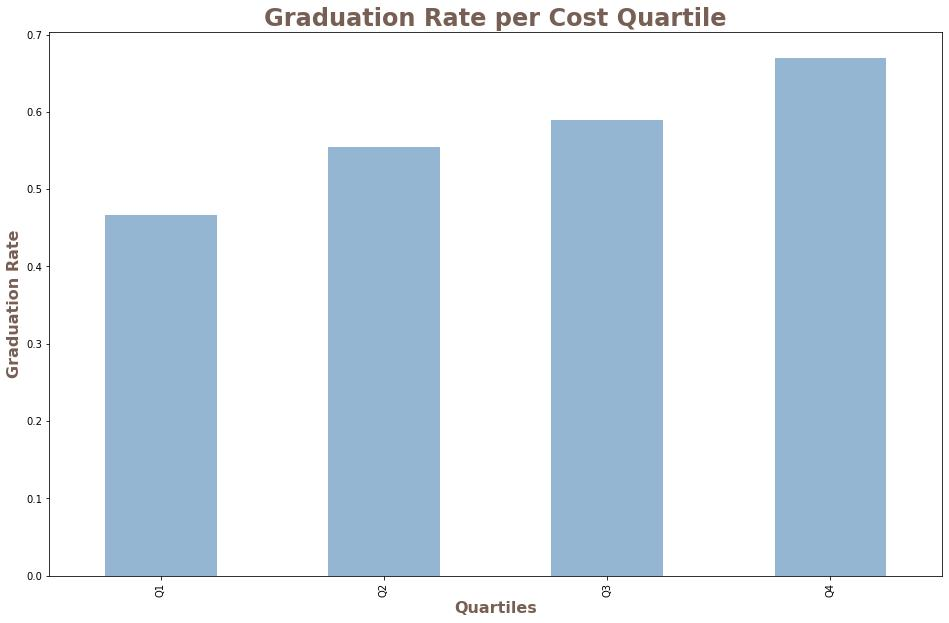 Graduation Rate per Cost Quartile
0.7
0.6
0.5
0.4
0.3
0.2
0.1
0.0
Graduation Rate
Q1
Q2
Q3
Q4
Quartiles